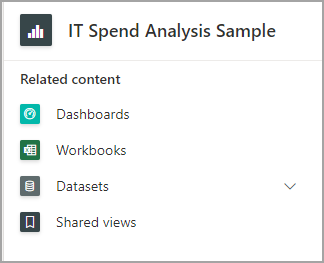 IT Spend Analysis Sample
Related content
Dashboards
Workbooks
Datasets
Shared views